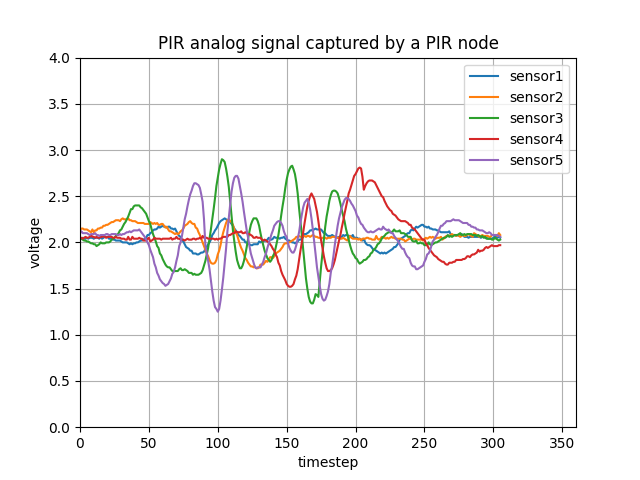 PIR analog signal captured by a PIR node
4.0
3.5
3.0
2.5
2.0
1.5
1.0
0.5
0.0
voltage
sensor1
sensor2
sensor3
sensor4
sensor5
0 50 100 150 200 250 300 350
timestep